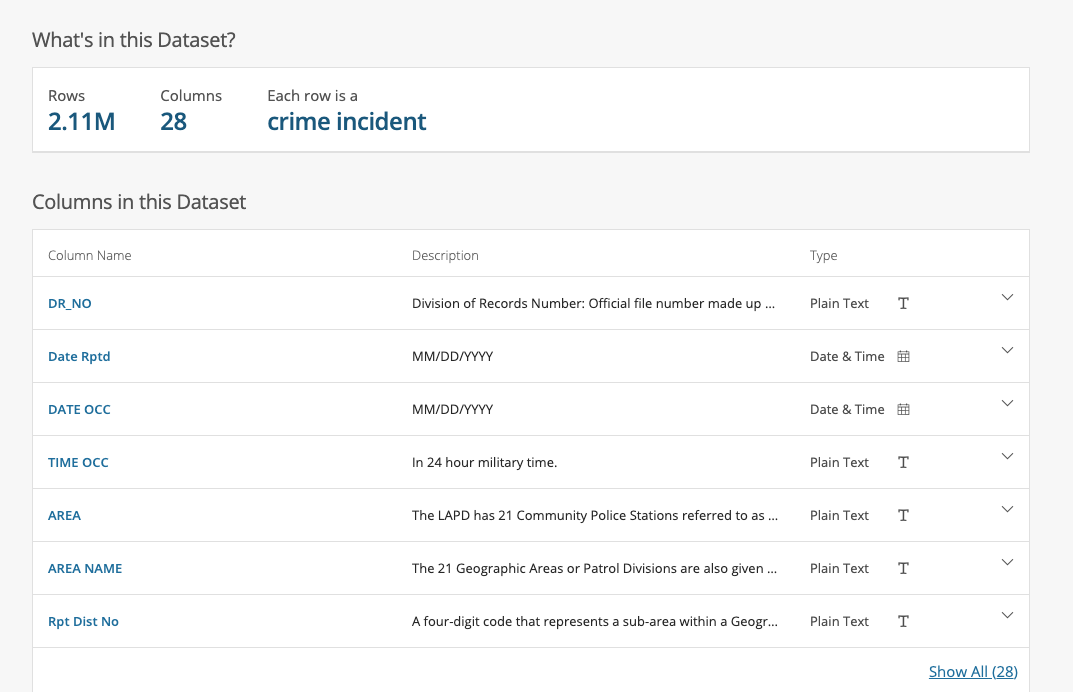 What's in this Dataset?
Rows Columns Each row is a
2.11M 28 crime incident
Columns in this Dataset
Column Name Description Type
DR_NO Division of Records Number: Official file number made up ... Plain Text T
Date Rptd MM/DD/YYYY Date & Time
DATE OCC MM/DD/YYYY Date & Time
TIME OCC In 24 hour military time. Plain Text T
AREA The LAPD has 21 Community Police Stations referred to as ... Plain Text T
AREA NAME The 21 Geographic Areas or Patrol Divisions are also given ... Plain Text T
Rpt Dist No A four-digit code that represents a sub-area within a Geogr... Plain Text T
Show All (28)